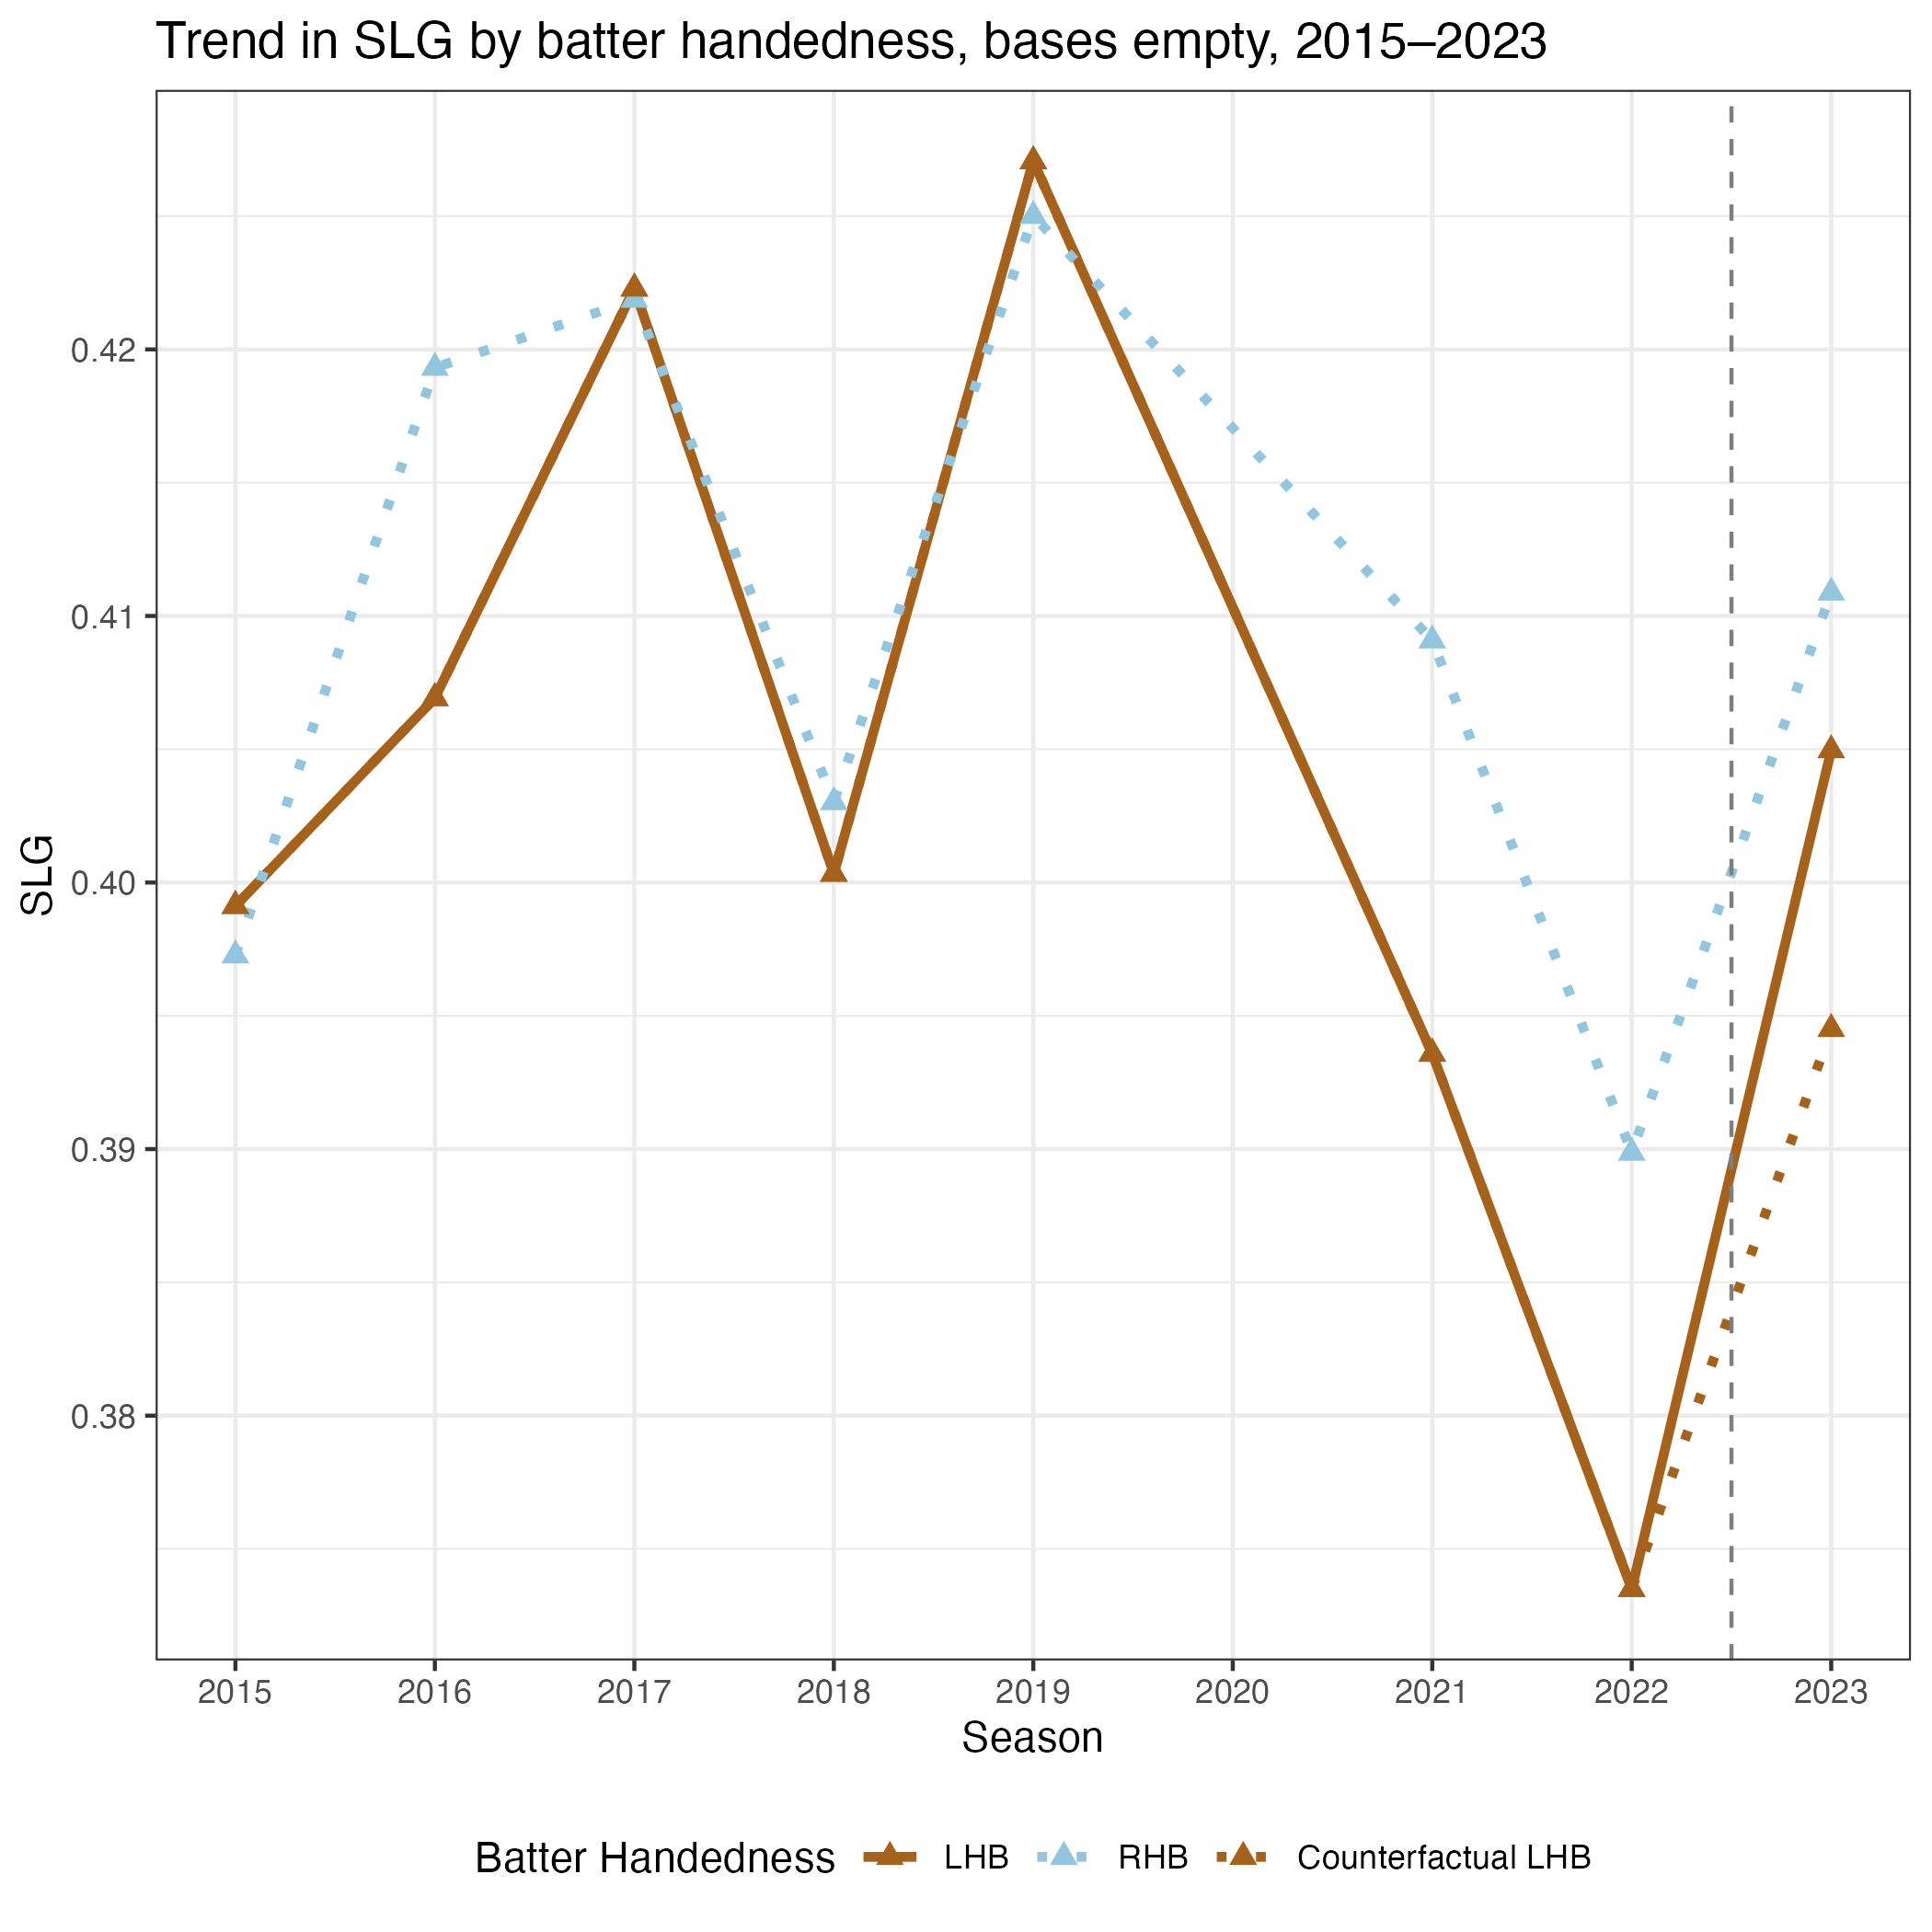 Trend in SLG by batter handedness, bases empty, 2015–2023
SLG
0.42
0.41
0.40
0.39
0.38
2015 2016 2017 2018 2019 2020 2021 2022 2023
Season
Batter Handedness LHB RHB Counterfactual LHB